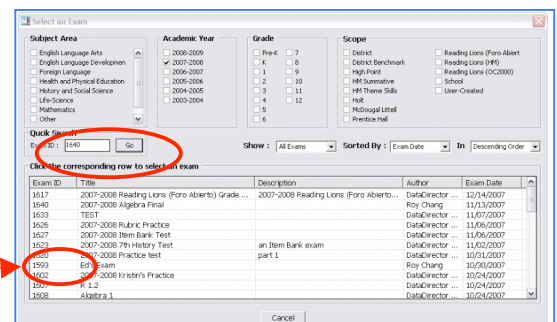 Select an Exam
Subject Area
English Language Arts
English Language Developmen
Foreign Language
Health and Physical Education
History and Social Science
Life-Science
Mathematics
Other
Academic Year
2008-2009
2007-2008
2006-2007
2005-2006
2004-2005
2003-2004
Grade
Pre-K 7
K 8
1 9
2 10
3 11
4 12
5
6
Scope
District Reading Lions (Foro Abiert
District Benchmark Reading Lions (HM)
High Point Reading Lions (OC2000)
HM Summative School
HM Theme Skills User-Created
Holt
McDougal Littell
Prentice Hall
Qucik Search
Exam ID : 1640 Go Show : All Exams Sorted By : Exam Date In Descending Order
Click the corresponding row to select an exam
Exam ID Title Description Author Exam Date
1617 2007-2008 Reading Lions (Foro Abierto) Grade ... 2007-2008 Reading Lions (Foro Abierto... DataDirector ... 12/14/2007
1640 2007-2008 Algebra Final Roy Chang 11/13/2007
1633 TEST DataDirector ... 11/07/2007
1626 2007-2008 Rubric Practice DataDirector ... 11/06/2007
1627 2007-2008 Item Bank Test DataDirector ... 11/06/2007
1623 2007-2008 7th History Test an Item Bank exam DataDirector ... 11/02/2007
1620 2007-2008 Practice test part 1 DataDirector ... 10/31/2007
1593 Ed's Exam Roy Chang 10/30/2007
1602 2007-2008 Kristin's Practice DataDirector ... 10/24/2007
1607 R 1.2 DataDirector ... 10/24/2007
1608 Algebra 1 DataDirector ... 10/24/2007
Cancel